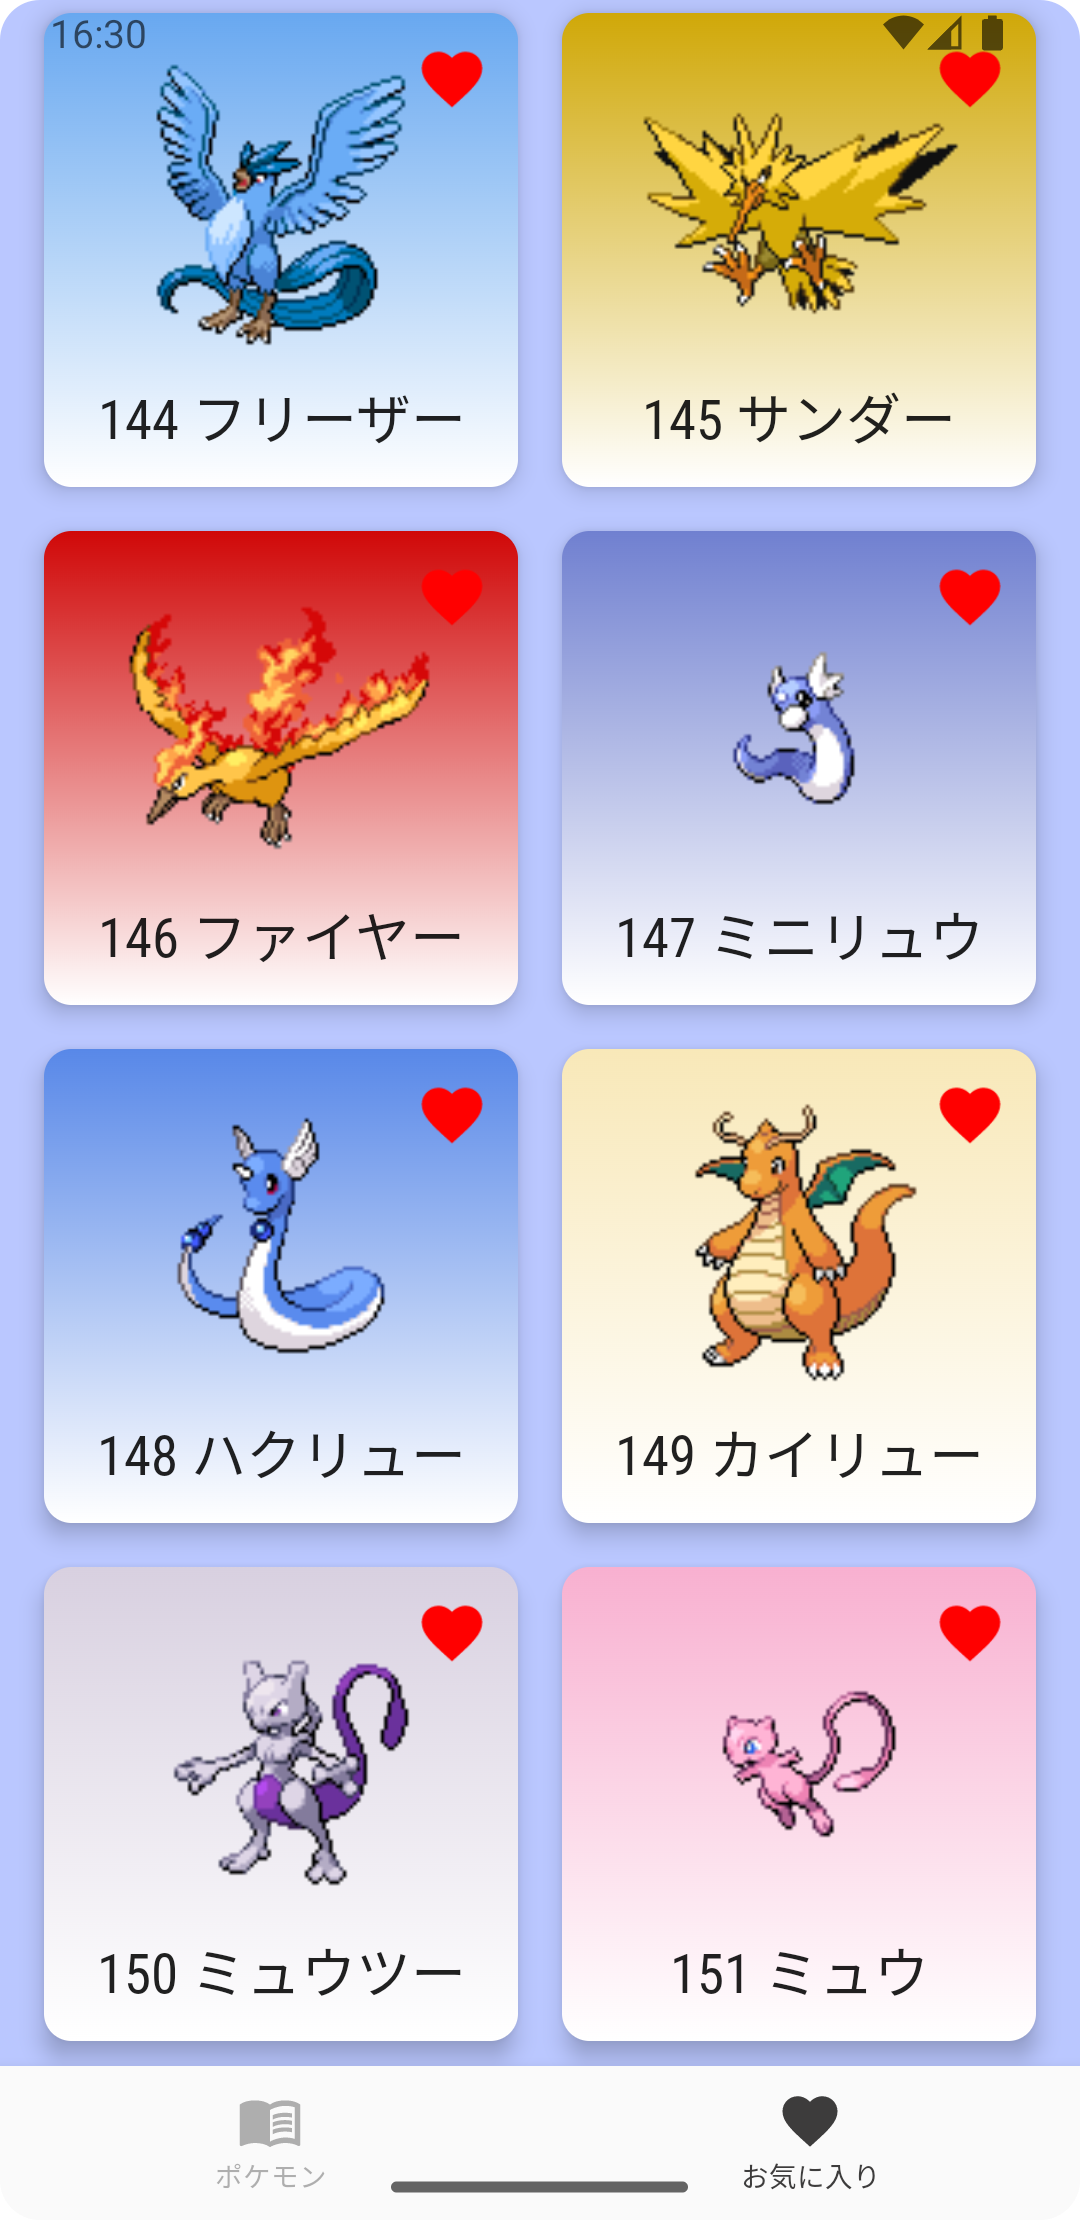 16:30
144 フリーザー
145 サンダー
146 ファイヤー
147 ミニリュウ
148 ハクリュー
149 カイリュー
150 ミュウツー
151 ミュウ
ポケモン
お気に入り